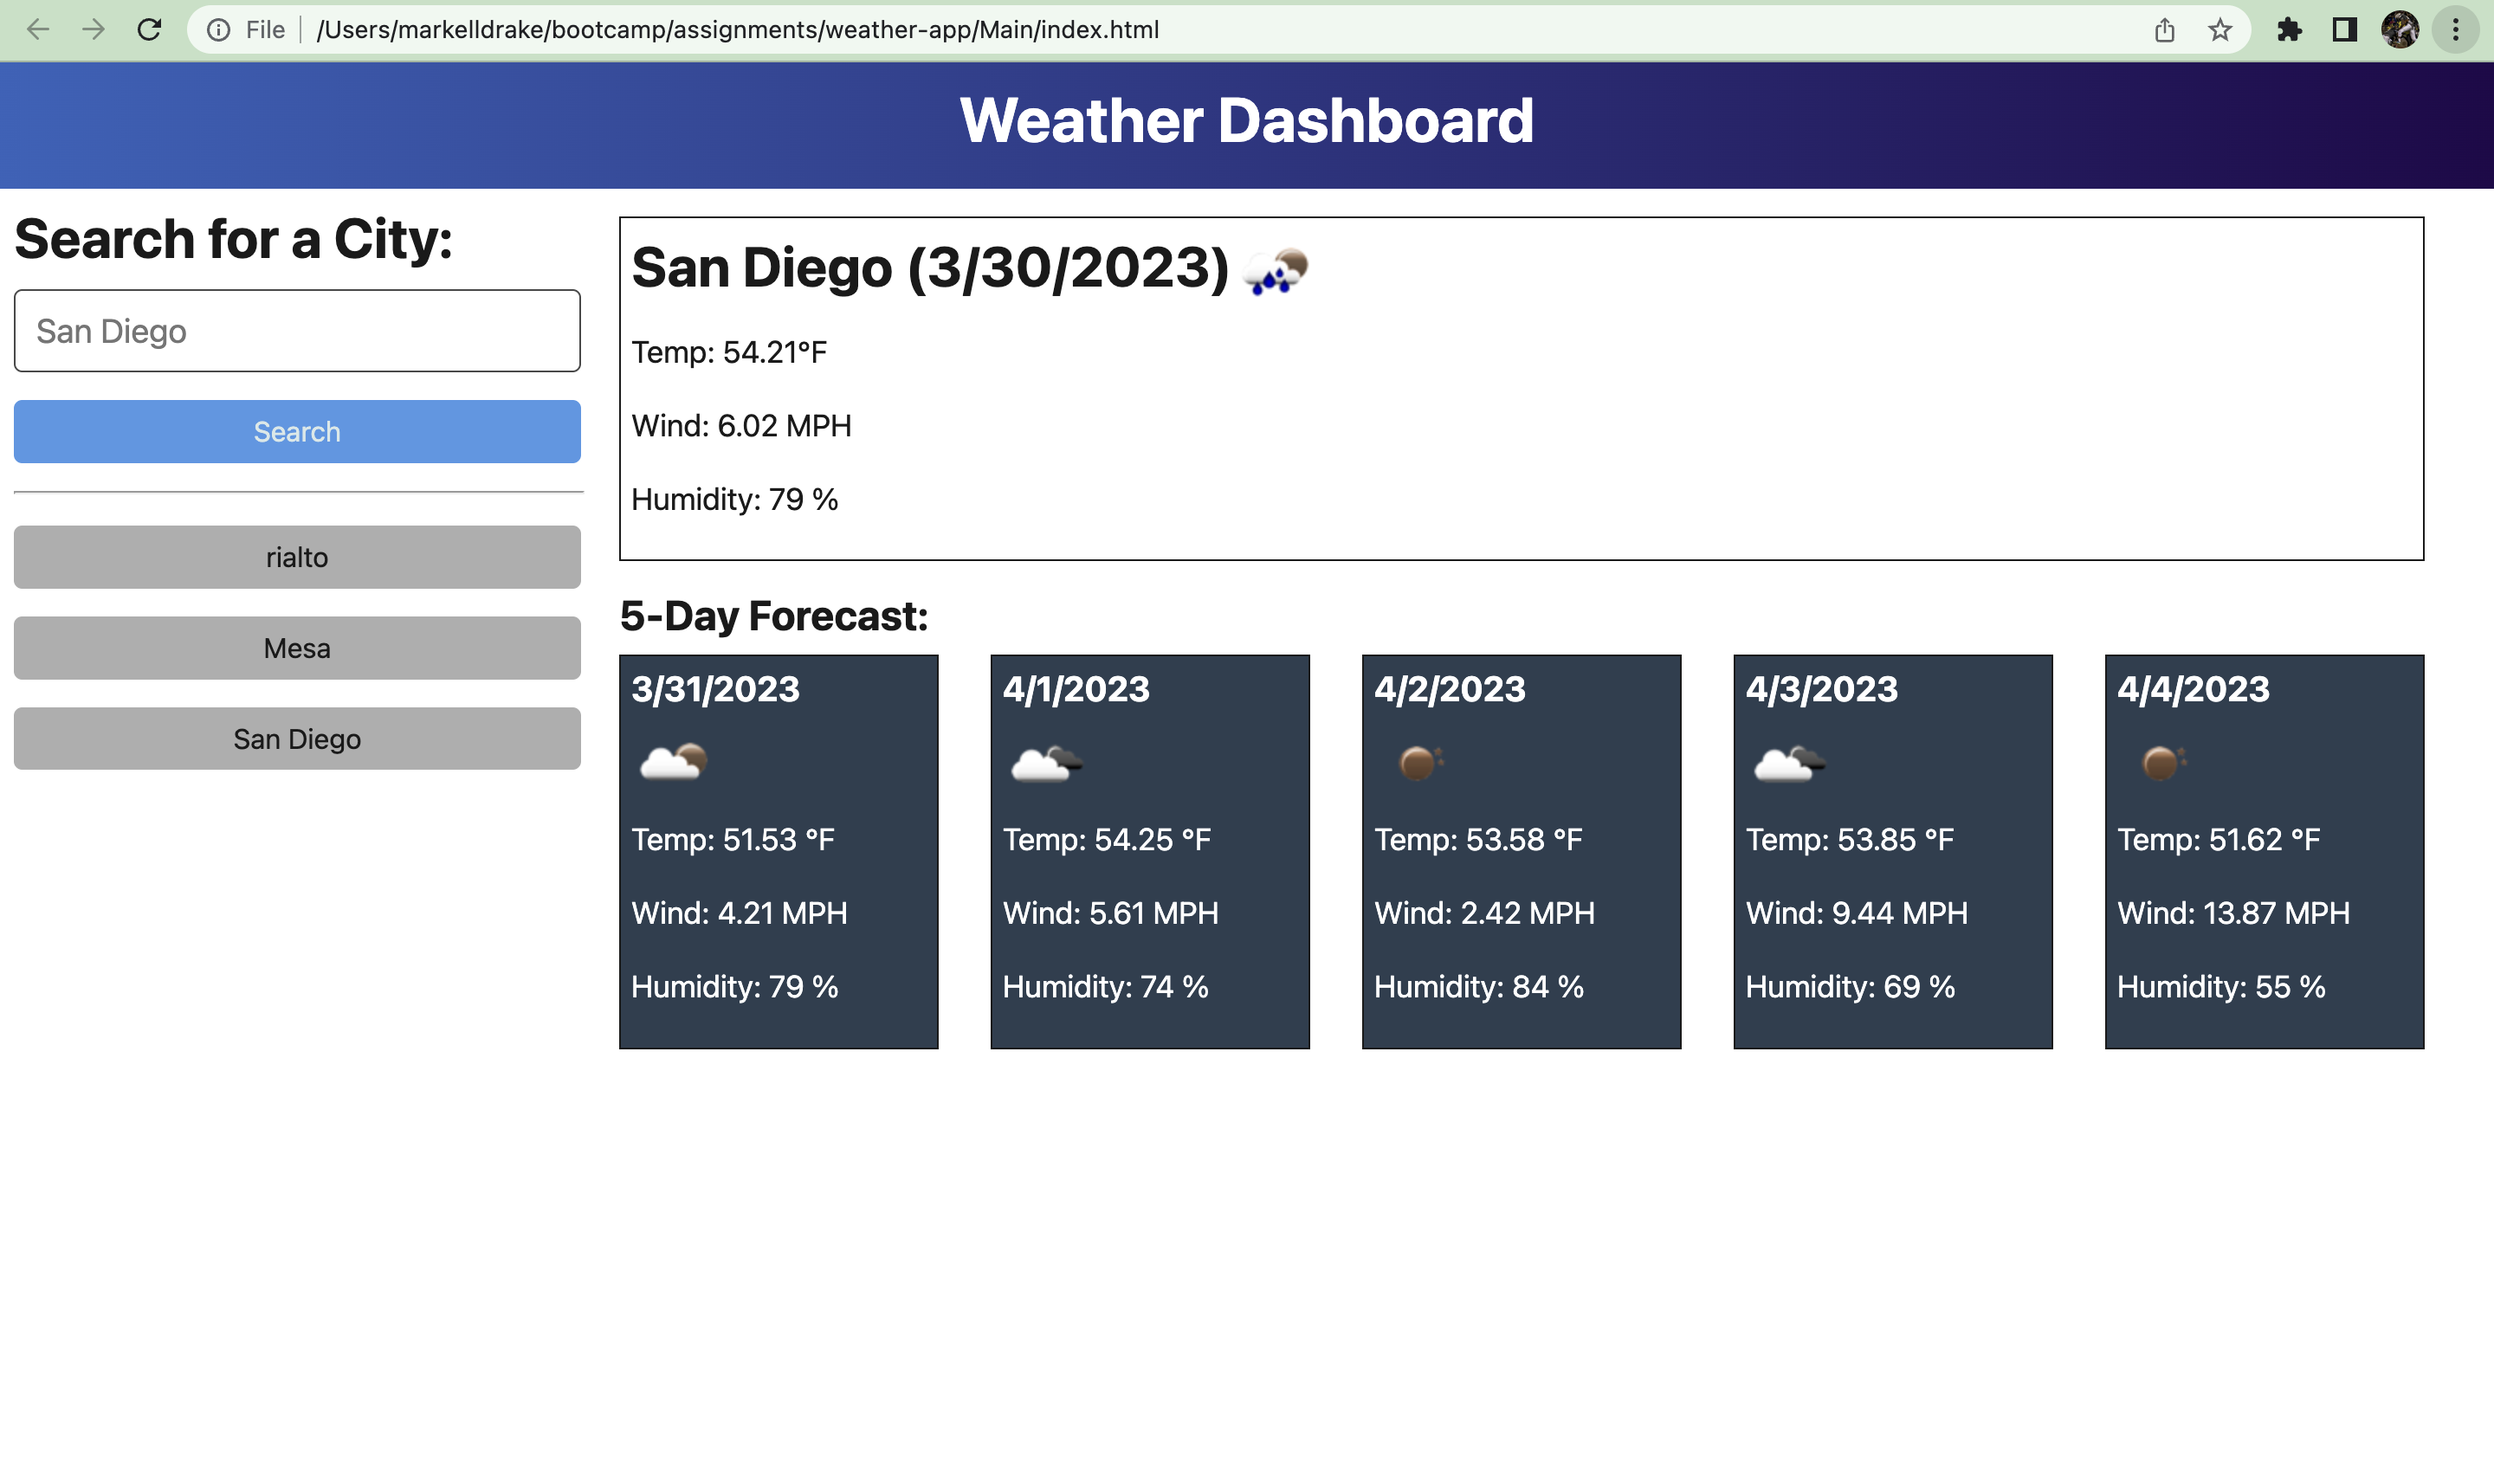 File /Users/markelldrake/bootcamp/assignments/weather-app/Main/index.html
Weather Dashboard
Search for a City:
San Diego
Search
rialto
Mesa
San Diego
San Diego (3/30/2023)
Temp: 54.21°F
Wind: 6.02 MPH
Humidity: 79 %
5-Day Forecast:
3/31/2023
Temp: 51.53 °F
Wind: 4.21 MPH
Humidity: 79 %
4/1/2023
Temp: 54.25 °F
Wind: 5.61 MPH
Humidity: 74 %
4/2/2023
Temp: 53.58 °F
Wind: 2.42 MPH
Humidity: 84 %
4/3/2023
Temp: 53.85 °F
Wind: 9.44 MPH
Humidity: 69 %
4/4/2023
Temp: 51.62 °F
Wind: 13.87 MPH
Humidity: 55 %